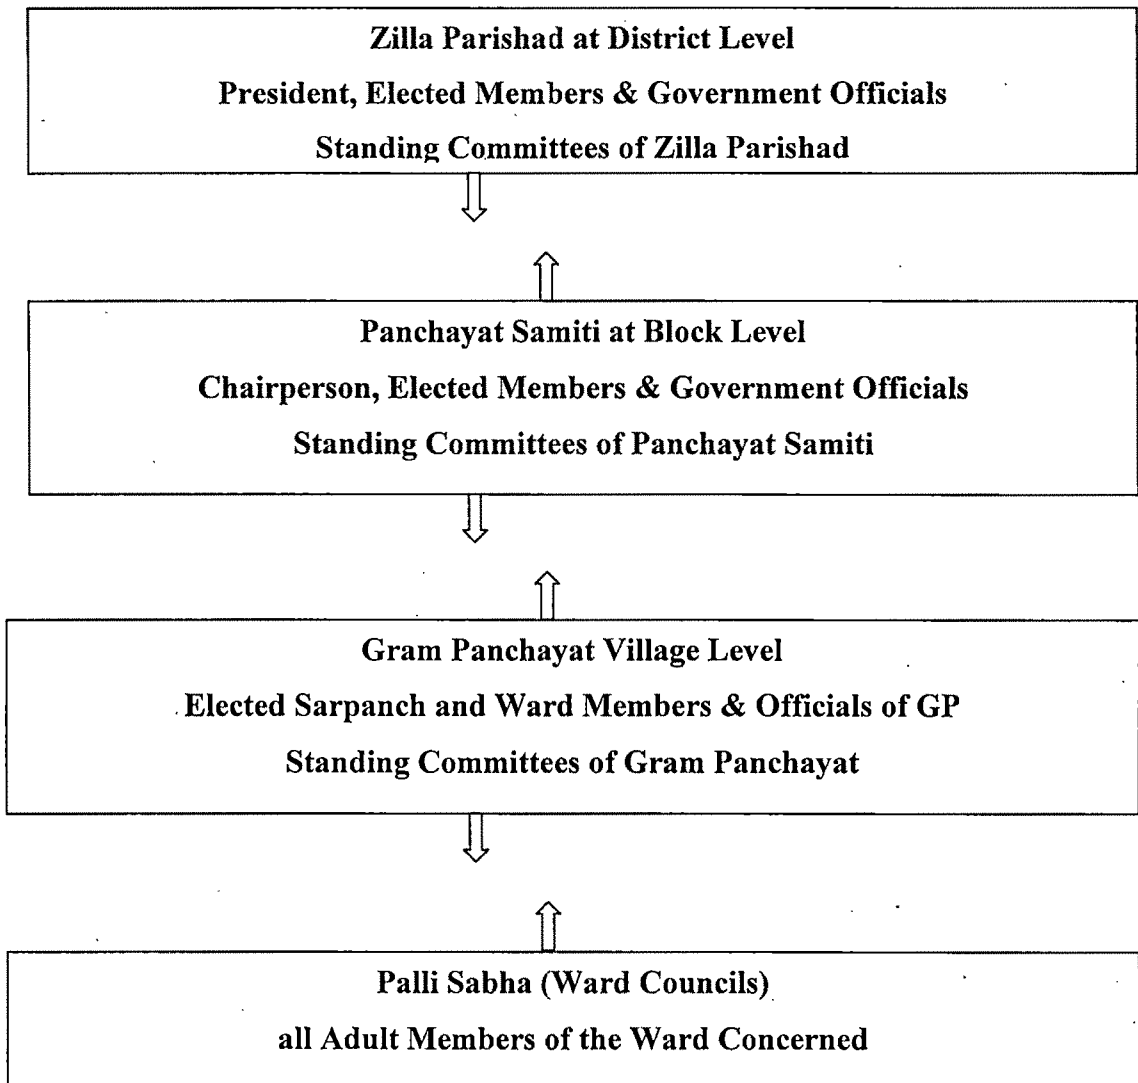 Zilla Parishad at District Level
President, Elected Members & Government Officials
Standing Committees of Zilla Parishad
Panchayat Samiti at Block Level
Chairperson, Elected Members & Government Officials
Standing Committees of Panchayat Samiti
Gram Panchayat Village Level
Elected Sarpanch and Ward Members & Officials of GP
Standing Committees of Gram Panchayat
Palli Sabha (Ward Councils)
all Adult Members of the Ward Concerned